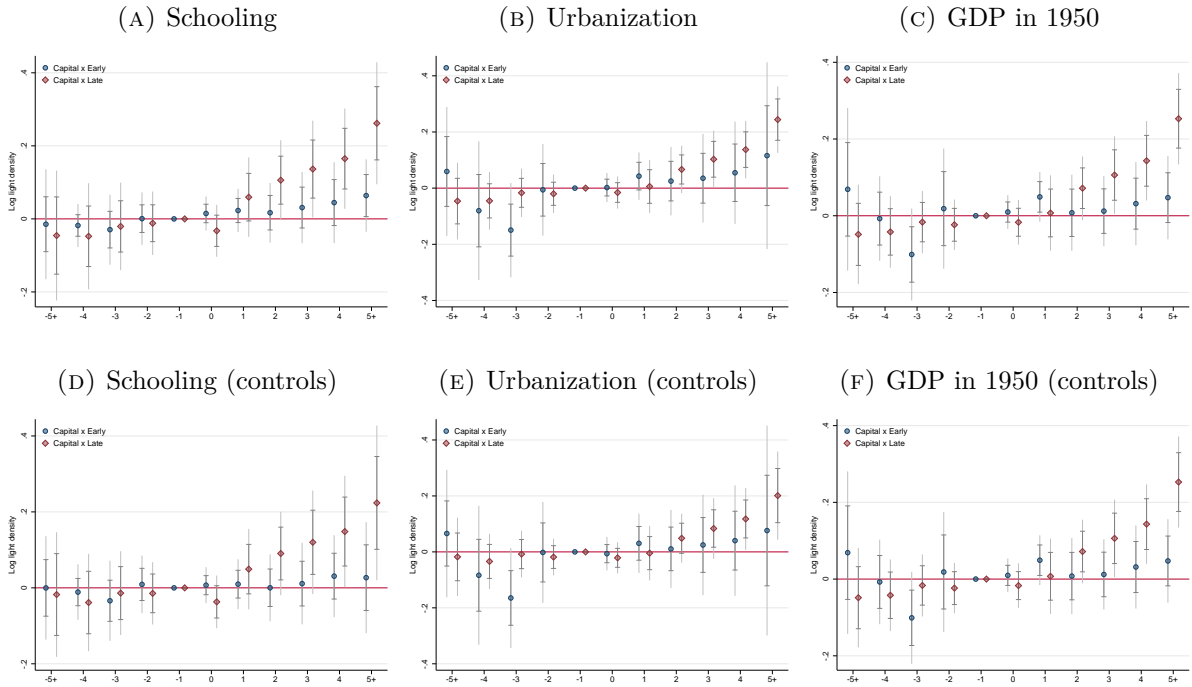 (A) Schooling
(B) Urbanization
(C) GDP in 1950
Log light density
.4
.2
0
-.2
Capital x Early
Capital x Late
-5+ -4 -3 -2 -1 0 1 2 3 4 5+
Log light density
.4
.2
0
-.2
-.4
Capital x Early
Capital x Late
-5+ -4 -3 -2 -1 0 1 2 3 4 5+
Log light density
.4
.2
0
-.2
Capital x Early
Capital x Late
-5+ -4 -3 -2 -1 0 1 2 3 4 5+
(D) Schooling (controls)
(E) Urbanization (controls)
(F) GDP in 1950 (controls)
Log light density
.4
.2
0
-.2
Capital x Early
Capital x Late
-5+ -4 -3 -2 -1 0 1 2 3 4 5+
Log light density
.4
.2
0
-.2
-.4
Capital x Early
Capital x Late
-5+ -4 -3 -2 -1 0 1 2 3 4 5+
Log light density
.4
.2
0
-.2
Capital x Early
Capital x Late
-5+ -4 -3 -2 -1 0 1 2 3 4 5+